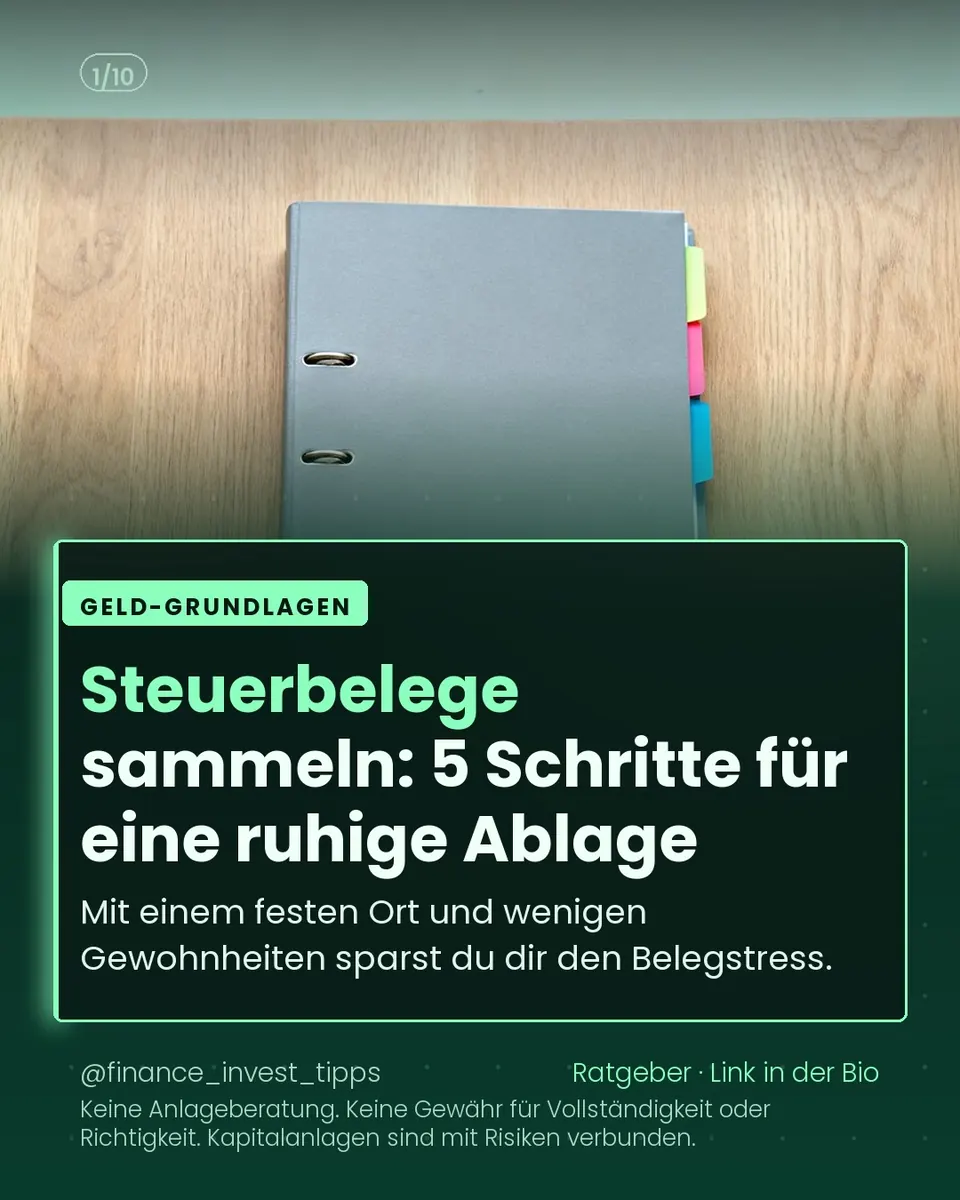 1/10
GELD-GRUNDLAGEN
Steuerbelege
sammeln: 5 Schritte für
eine ruhige Ablage
Mit einem festen Ort und wenigen
Gewohnheiten sparst du dir den Belegstress.
@finance_invest_tipps
Ratgeber · Link in der Bio
Keine Anlageberatung. Keine Gewähr für Vollständigkeit oder
Richtigkeit. Kapitalanlagen sind mit Risiken verbunden.